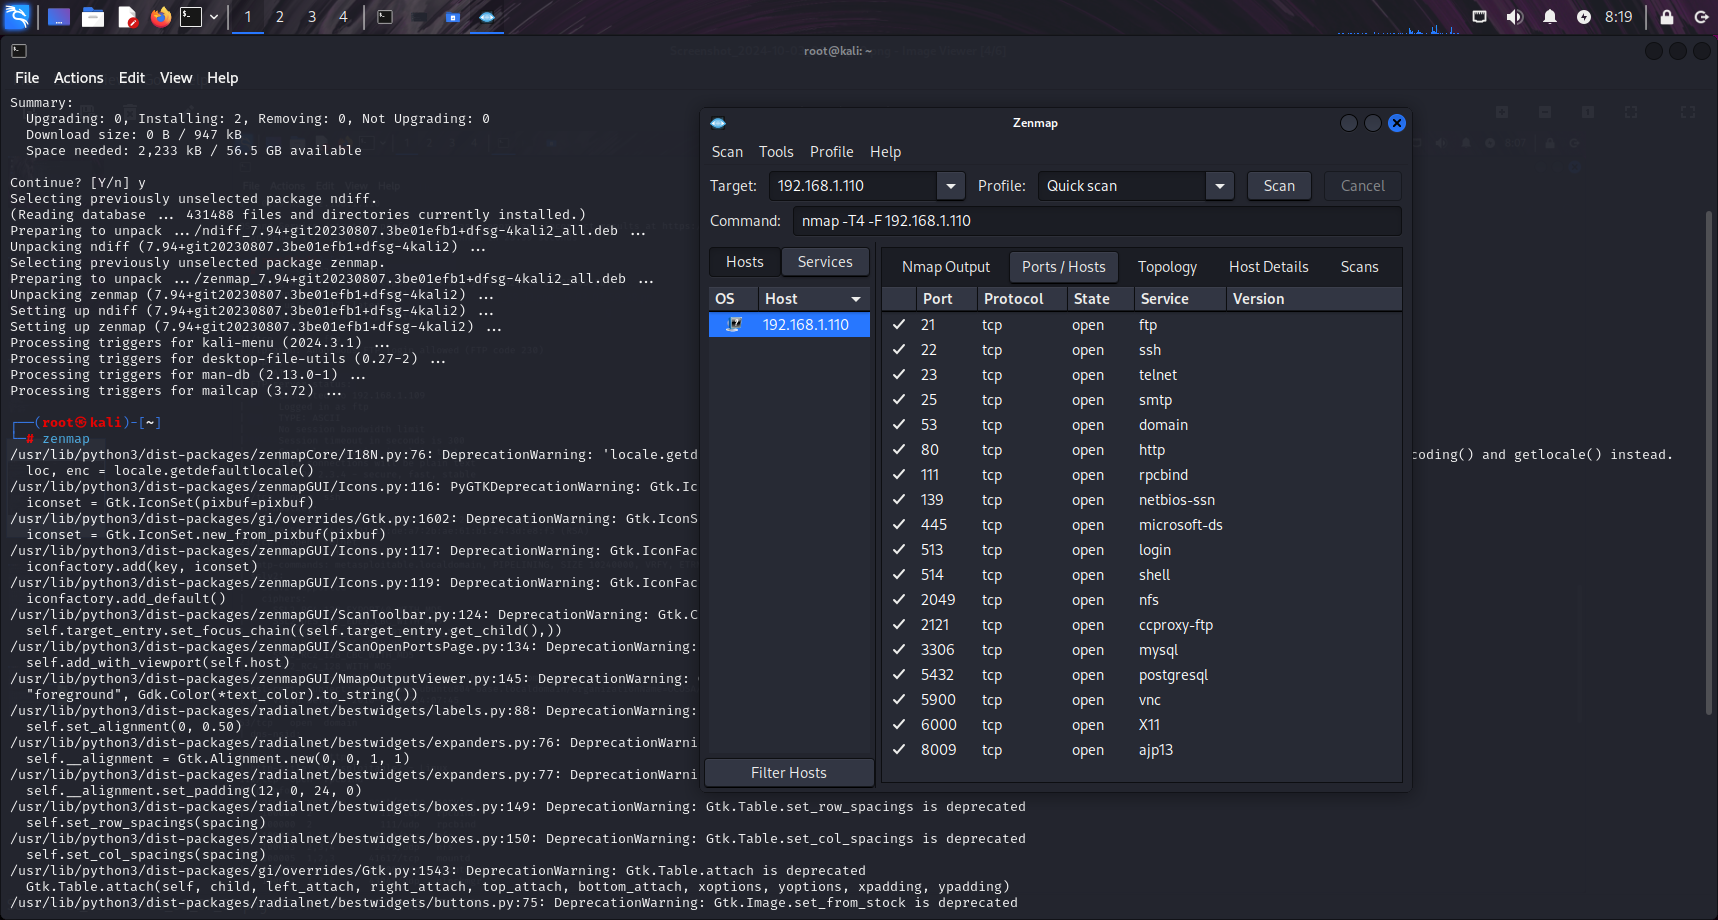 1 2 3 4 8:19
root@kali: ~
File Actions Edit View Help
Summary:
Upgrading: 0, Installing: 2, Removing: 0, Not Upgrading: 0
Download size: 0 B / 947 kB
Space needed: 2,233 kB / 56.5 GB available
Continue? [Y/n] y
Selecting previously unselected package ndiff.
(Reading database ... 431488 files and directories currently installed.)
Preparing to unpack .../ndiff_7.94+git20230807.3be01efb1+dfsg-4kali2_all.deb ...
Unpacking ndiff (7.94+git20230807.3be01efb1+dfsg-4kali2) ...
Selecting previously unselected package zenmap.
Preparing to unpack .../zenmap_7.94+git20230807.3be01efb1+dfsg-4kali2_all.deb ...
Unpacking zenmap (7.94+git20230807.3be01efb1+dfsg-4kali2) ...
Setting up ndiff (7.94+git20230807.3be01efb1+dfsg-4kali2) ...
Setting up zenmap (7.94+git20230807.3be01efb1+dfsg-4kali2) ...
Processing triggers for kali-menu (2024.3.1) ...
Processing triggers for desktop-file-utils (0.27-2) ...
Processing triggers for man-db (2.13.0-1) ...
Processing triggers for mailcap (3.72) ...
┌──(root㉿kali)-[~]
└─# zenmap
/usr/lib/python3/dist-packages/zenmapCore/I18N.py:76: DeprecationWarning: 'locale.getd coding() and getlocale() instead.
loc, enc = locale.getdefaultlocale()
/usr/lib/python3/dist-packages/zenmapGUI/Icons.py:116: PyGTKDeprecationWarning: Gtk.Ic
iconset = Gtk.IconSet(pixbuf=pixbuf)
/usr/lib/python3/dist-packages/gi/overrides/Gtk.py:1602: DeprecationWarning: Gtk.IconS
iconset = Gtk.IconSet.new_from_pixbuf(pixbuf)
/usr/lib/python3/dist-packages/zenmapGUI/Icons.py:117: DeprecationWarning: Gtk.IconFac
iconfactory.add(key, iconset)
/usr/lib/python3/dist-packages/zenmapGUI/Icons.py:119: DeprecationWarning: Gtk.IconFac
iconfactory.add_default()
/usr/lib/python3/dist-packages/zenmapGUI/ScanToolbar.py:124: DeprecationWarning: Gtk.C
self.target_entry.set_focus_chain((self.target_entry.get_child(),))
/usr/lib/python3/dist-packages/zenmapGUI/ScanOpenPortsPage.py:134: DeprecationWarning:
self.add_with_viewport(self.host)
/usr/lib/python3/dist-packages/zenmapGUI/NmapOutputViewer.py:145: DeprecationWarning:
"foreground", Gdk.Color(*text_color).to_string())
/usr/lib/python3/dist-packages/radialnet/bestwidgets/labels.py:88: DeprecationWarning:
self.set_alignment(0, 0.50)
/usr/lib/python3/dist-packages/radialnet/bestwidgets/expanders.py:76: DeprecationWarni
self.__alignment = Gtk.Alignment.new(0, 0, 1, 1)
/usr/lib/python3/dist-packages/radialnet/bestwidgets/expanders.py:77: DeprecationWarni
self.__alignment.set_padding(12, 0, 24, 0)
/usr/lib/python3/dist-packages/radialnet/bestwidgets/boxes.py:149: DeprecationWarning: Gtk.Table.set_row_spacings is deprecated
self.set_row_spacings(spacing)
/usr/lib/python3/dist-packages/radialnet/bestwidgets/boxes.py:150: DeprecationWarning: Gtk.Table.set_col_spacings is deprecated
self.set_col_spacings(spacing)
/usr/lib/python3/dist-packages/gi/overrides/Gtk.py:1543: DeprecationWarning: Gtk.Table.attach is deprecated
Gtk.Table.attach(self, child, left_attach, right_attach, top_attach, bottom_attach, xoptions, yoptions, xpadding, ypadding)
/usr/lib/python3/dist-packages/radialnet/bestwidgets/buttons.py:75: DeprecationWarning: Gtk.Image.set_from_stock is deprecated
Zenmap
Scan Tools Profile Help
Target: 192.168.1.110 Profile: Quick scan Scan Cancel
Command: nmap -T4 -F 192.168.1.110
Hosts Services
OS Host
192.168.1.110
Filter Hosts
Nmap Output Ports / Hosts Topology Host Details Scans
Port Protocol State Service Version
21 tcp open ftp
22 tcp open ssh
23 tcp open telnet
25 tcp open smtp
53 tcp open domain
80 tcp open http
111 tcp open rpcbind
139 tcp open netbios-ssn
445 tcp open microsoft-ds
513 tcp open login
514 tcp open shell
2049 tcp open nfs
2121 tcp open ccproxy-ftp
3306 tcp open mysql
5432 tcp open postgresql
5900 tcp open vnc
6000 tcp open X11
8009 tcp open ajp13